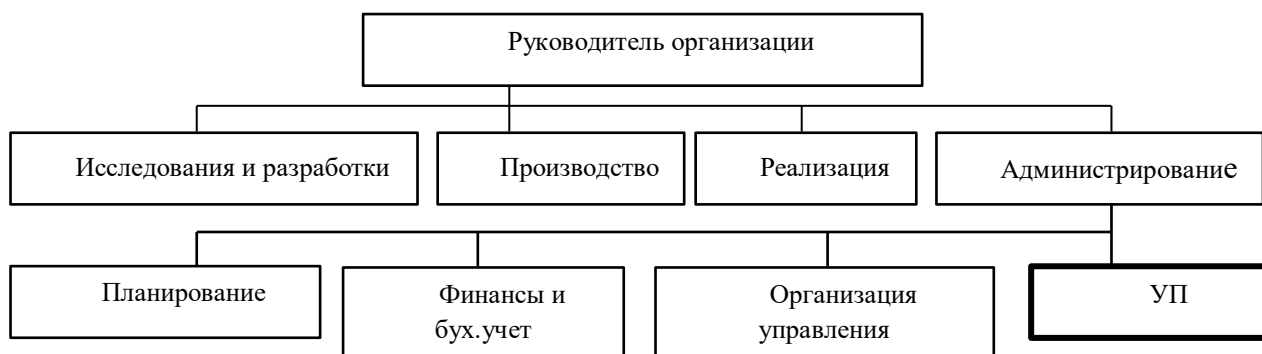 Руководитель организации
Исследования и разработки
Производство
Реализация
Администрирование
Планирование
Финансы и
бух.учет
Организация
управления
УП